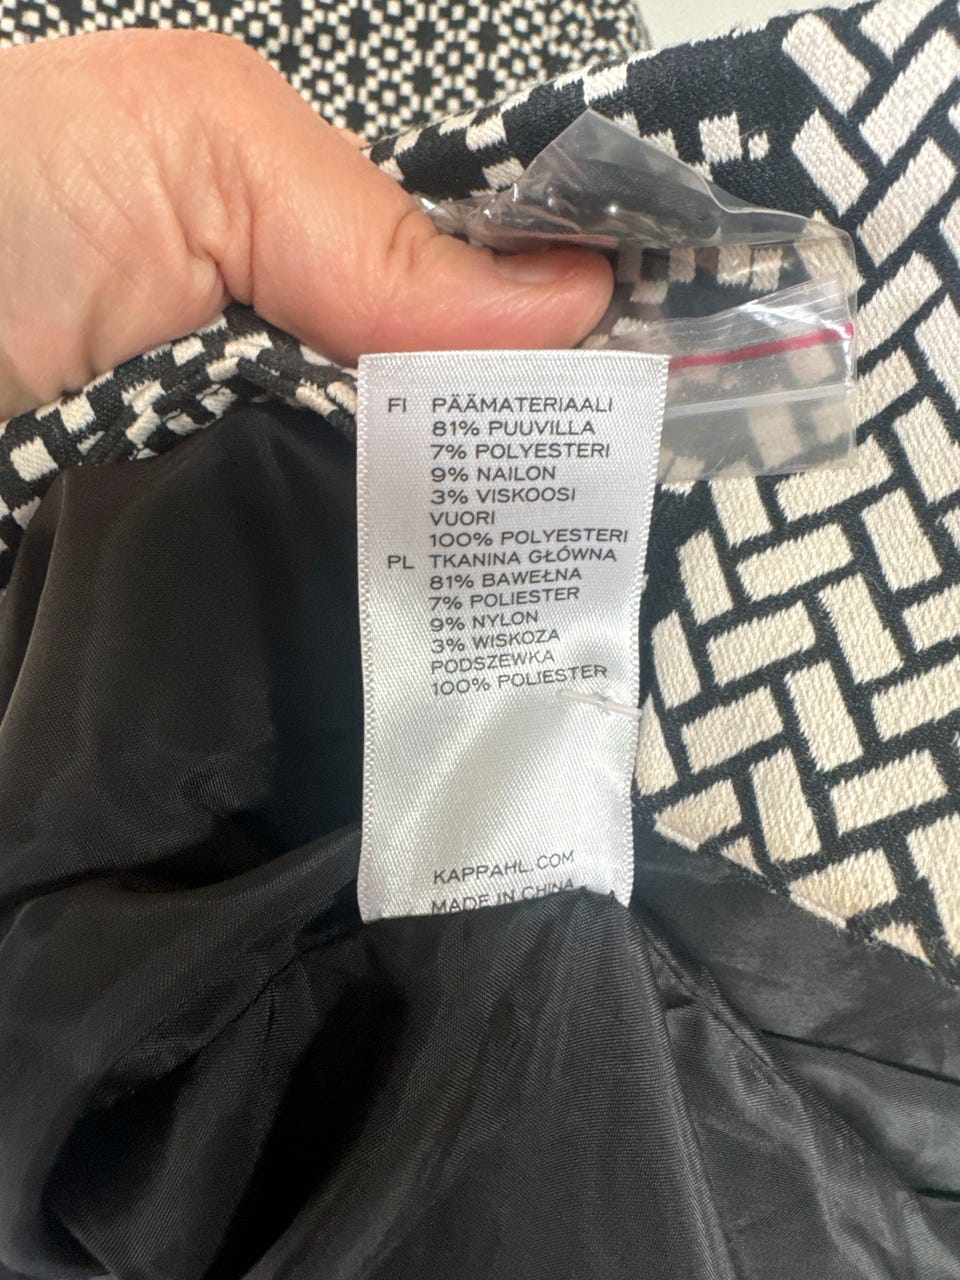 FI PÄÄMATERIAALI
81% PUUVILLA
7% POLYESTERI
9% NAILON
3% VISKOOSI
VUORI
100% POLYESTERI
PL TKANINA GŁÓWNA
81% BAWEŁNA
7% POLIESTER
9% NYLON
3% WISKOZA
PODSZEWKA
100% POLIESTER
KAPPAHL.COM
MADE IN CHINA